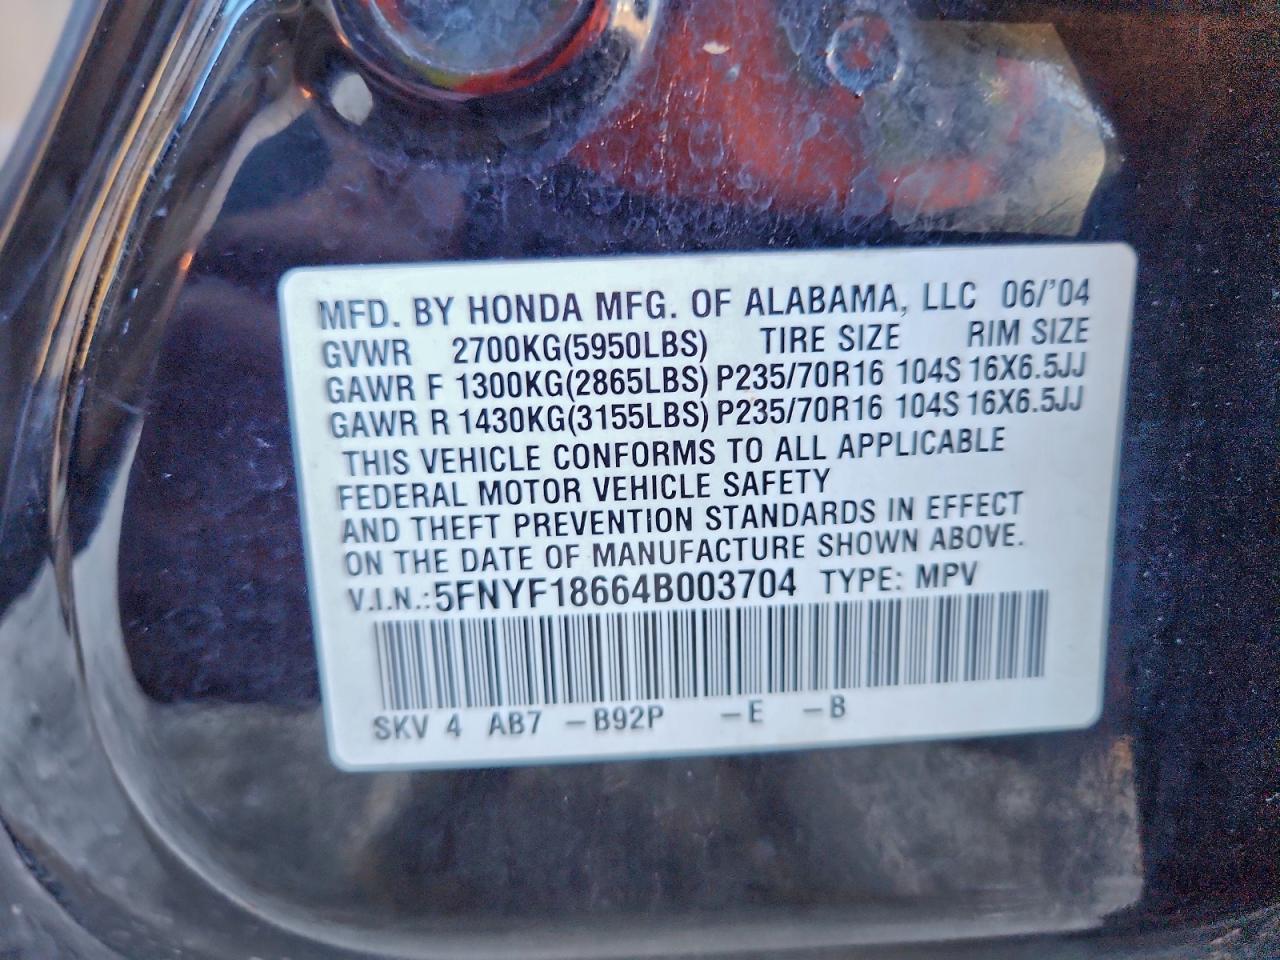 MFD. BY HONDA MFG. OF ALABAMA, LLC 06/'04
GVWR 2700KG(5950LBS) TIRE SIZE RIM SIZE
GAWR F 1300KG(2865LBS) P235/70R16 104S 16X6.5JJ
GAWR R 1430KG(3155LBS) P235/70R16 104S 16X6.5JJ
THIS VEHICLE CONFORMS TO ALL APPLICABLE
FEDERAL MOTOR VEHICLE SAFETY
AND THEFT PREVENTION STANDARDS IN EFFECT
ON THE DATE OF MANUFACTURE SHOWN ABOVE.
V.I.N.: 5FNYF18664B003704 TYPE: MPV
SKV 4 AB7 -B92P -E -B